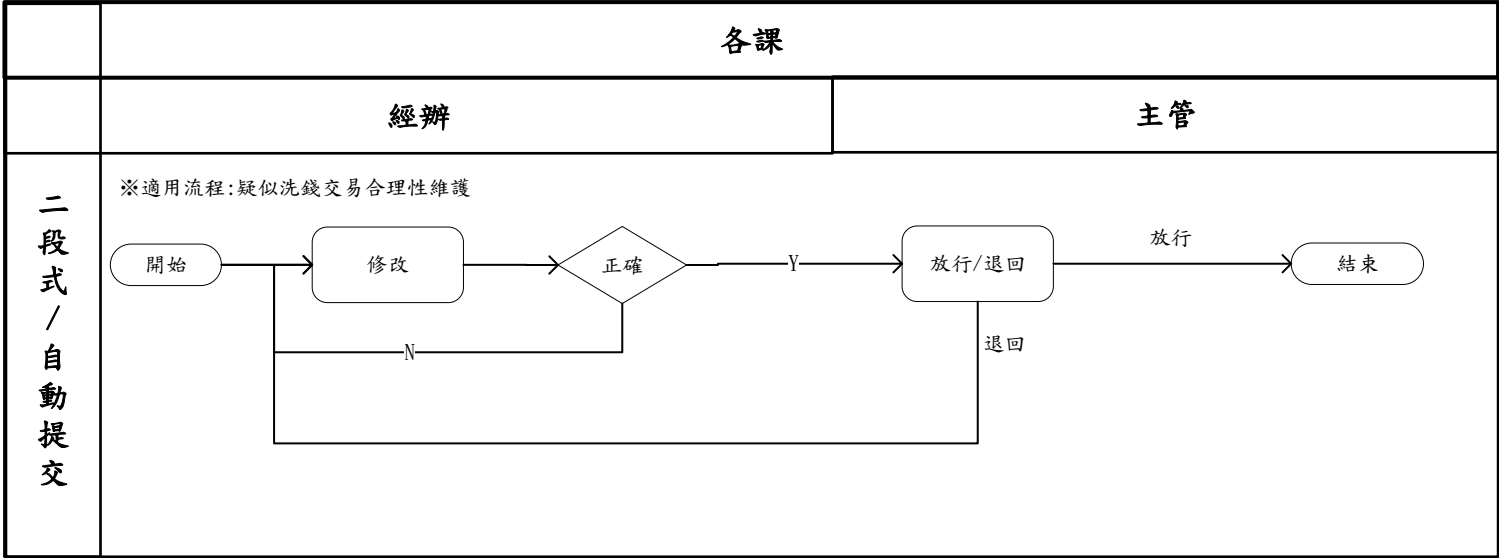 各課
經辦
主管
二段式/自動提交
※適用流程:疑似洗錢交易合理性維護
開始
修改
正確
Y
放行/退回
放行
結束
N
退回